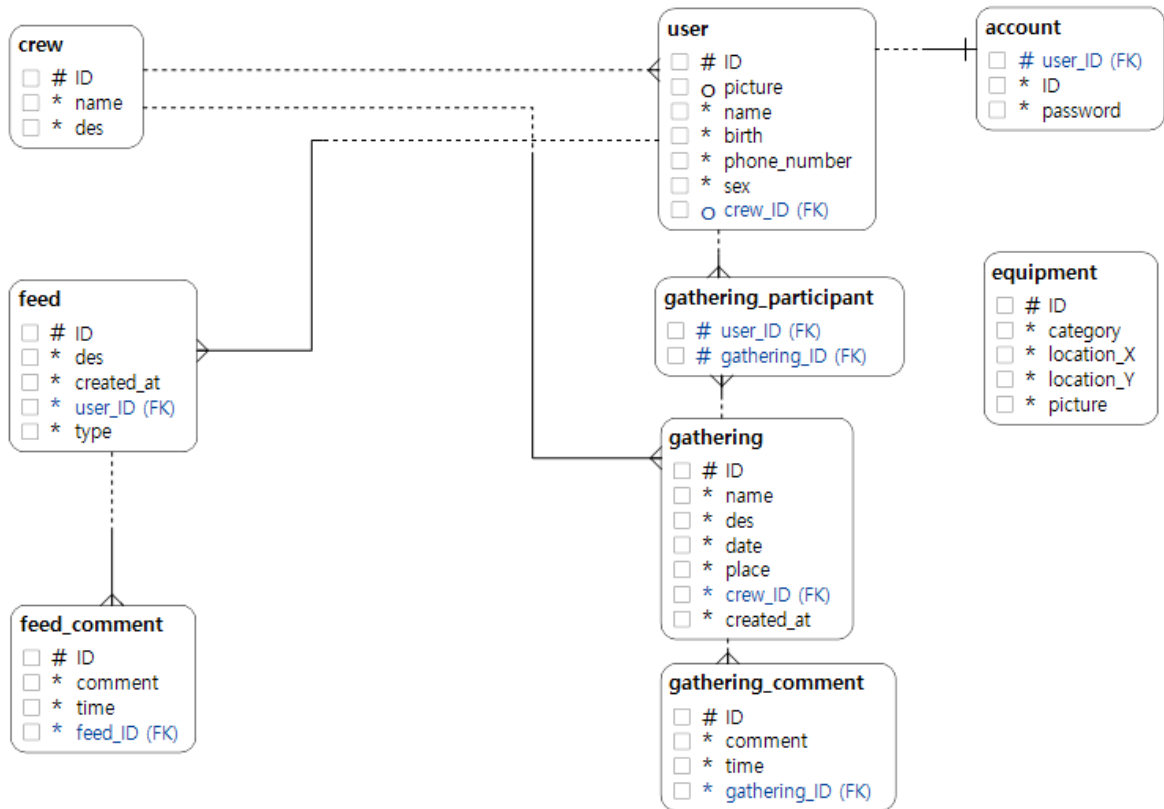 crew
# ID
* name
* des
user
# ID
o picture
* name
* birth
* phone_number
* sex
o crew_ID (FK)
account
# user_ID (FK)
* ID
* password
feed
# ID
* des
* created_at
* user_ID (FK)
* type
gathering_participant
# user_ID (FK)
# gathering_ID (FK)
equipment
# ID
* category
* location_X
* location_Y
* picture
gathering
# ID
* name
* des
* date
* place
* crew_ID (FK)
* created_at
feed_comment
# ID
* comment
* time
* feed_ID (FK)
gathering_comment
# ID
* comment
* time
* gathering_ID (FK)